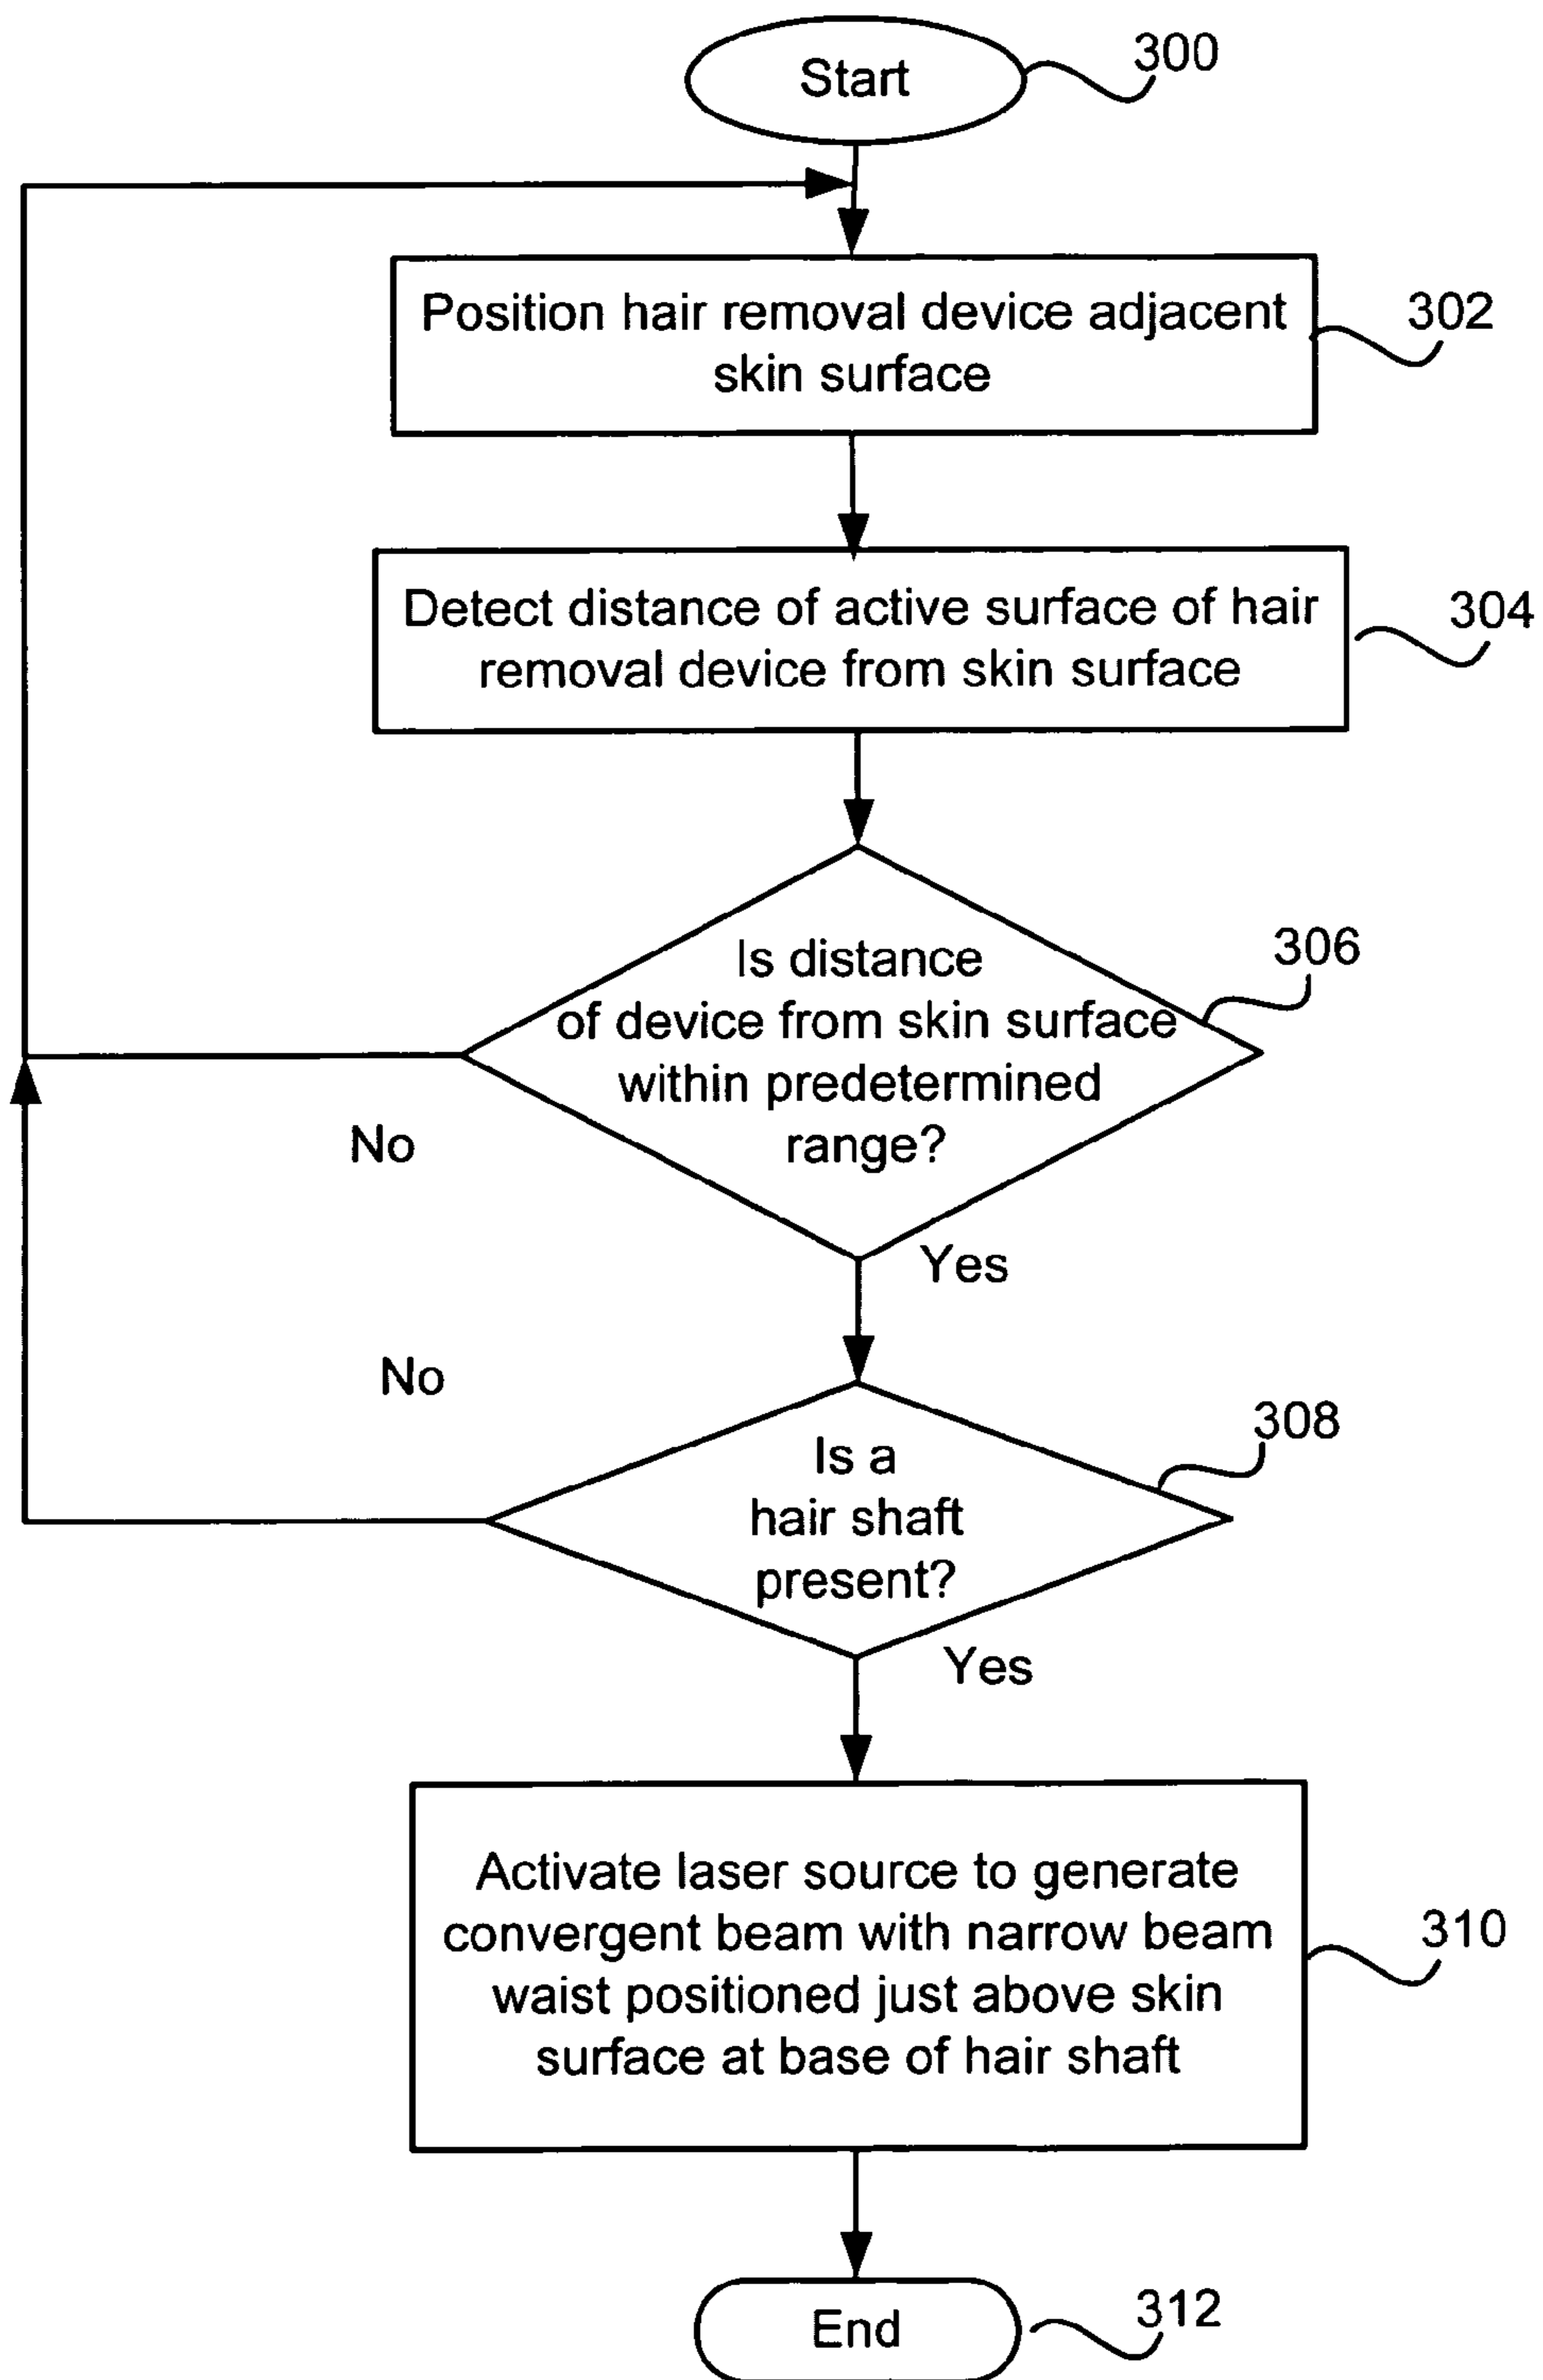 Start
300
Position hair removal device adjacent
skin surface
302
Detect distance of active surface of hair
removal device from skin surface
304
Is distance
of device from skin surface
within predetermined
range?
306
No
Yes
No
Is a
hair shaft
present?
308
Yes
Activate laser source to generate
convergent beam with narrow beam
waist positioned just above skin
surface at base of hair shaft
310
End
312